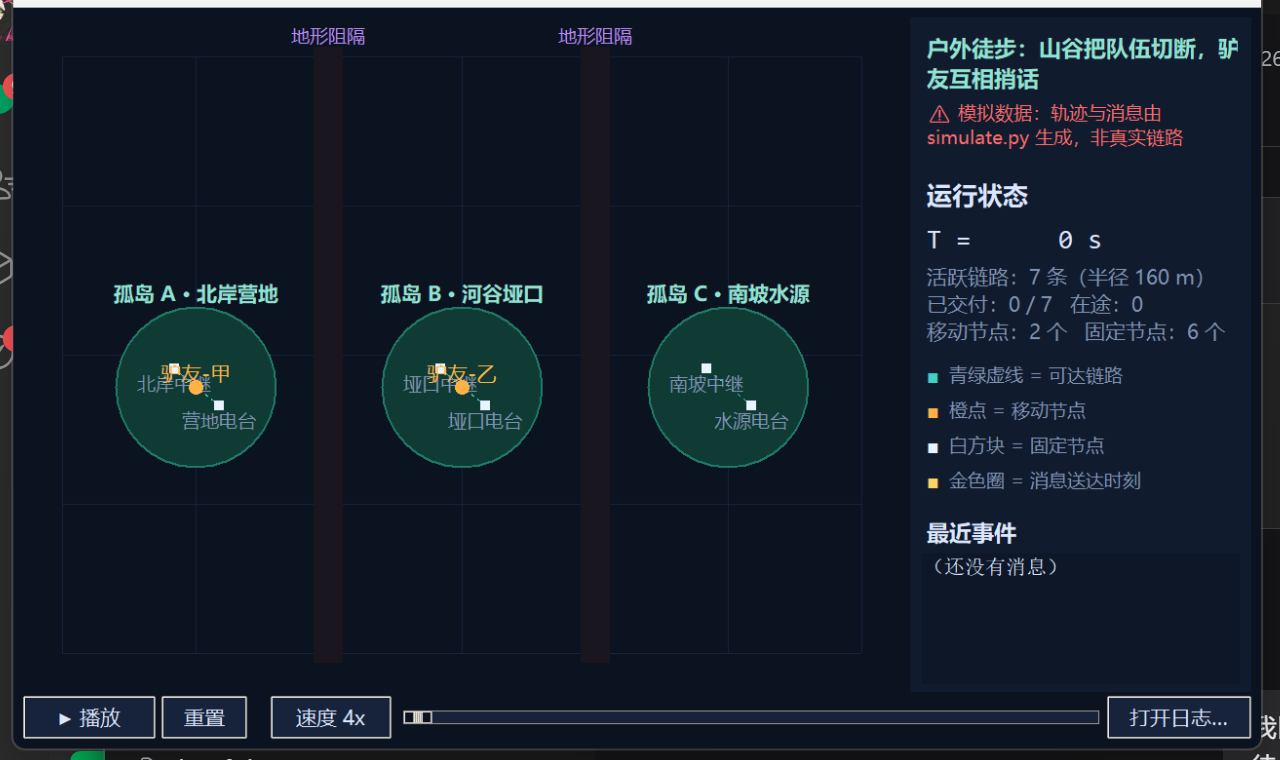 地形阻隔
地形阻隔
孤岛 A · 北岸营地
孤岛 B · 河谷垭口
孤岛 C · 南坡水源
驴友-甲
北岸中继
营地电台
驴友-乙
垭口中继
垭口电台
南坡中继
水源电台
户外徒步：山谷把队伍切断，驴
友互相捎话
⚠ 模拟数据：轨迹与消息由
simulate.py 生成，非真实链路
运行状态
T = 0 s
活跃链路：7 条（半径 160 m）
已交付：0 / 7 在途：0
移动节点：2 个 固定节点：6 个
青绿虚线 = 可达链路
橙点 = 移动节点
白方块 = 固定节点
金色圈 = 消息送达时刻
最近事件
（还没有消息）
► 播放
重置
速度 4x
打开日志...
26